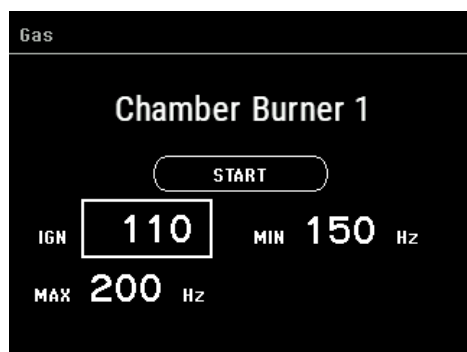 Gas
Chamber Burner 1
START
IGN 110 MIN 150 Hz
MAX 200 Hz